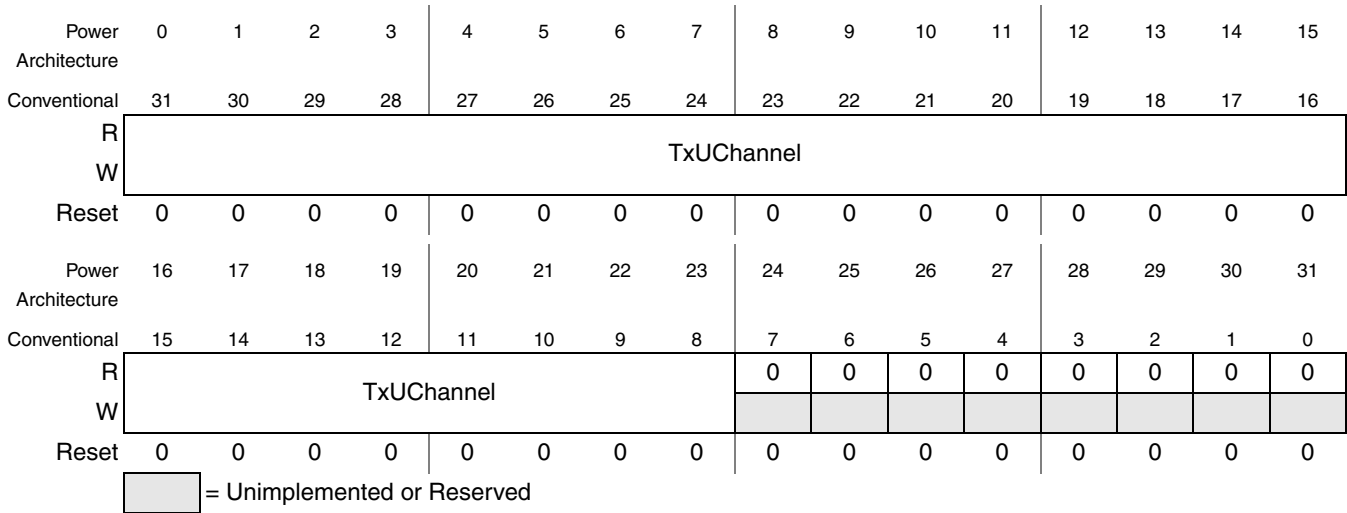 Power 0 1 2 3 4 5 6 7 8 9 10 11 12 13 14 15
Architecture
Conventional 31 30 29 28 27 26 25 24 23 22 21 20 19 18 17 16
R
TxUChannel
W
Reset 0 0 0 0 0 0 0 0 0 0 0 0 0 0 0 0
Power 16 17 18 19 20 21 22 23 24 25 26 27 28 29 30 31
Architecture
Conventional 15 14 13 12 11 10 9 8 7 6 5 4 3 2 1 0
R 0 0 0 0 0 0 0 0
TxUChannel
W
Reset 0 0 0 0 0 0 0 0 0 0 0 0 0 0 0 0
= Unimplemented or Reserved